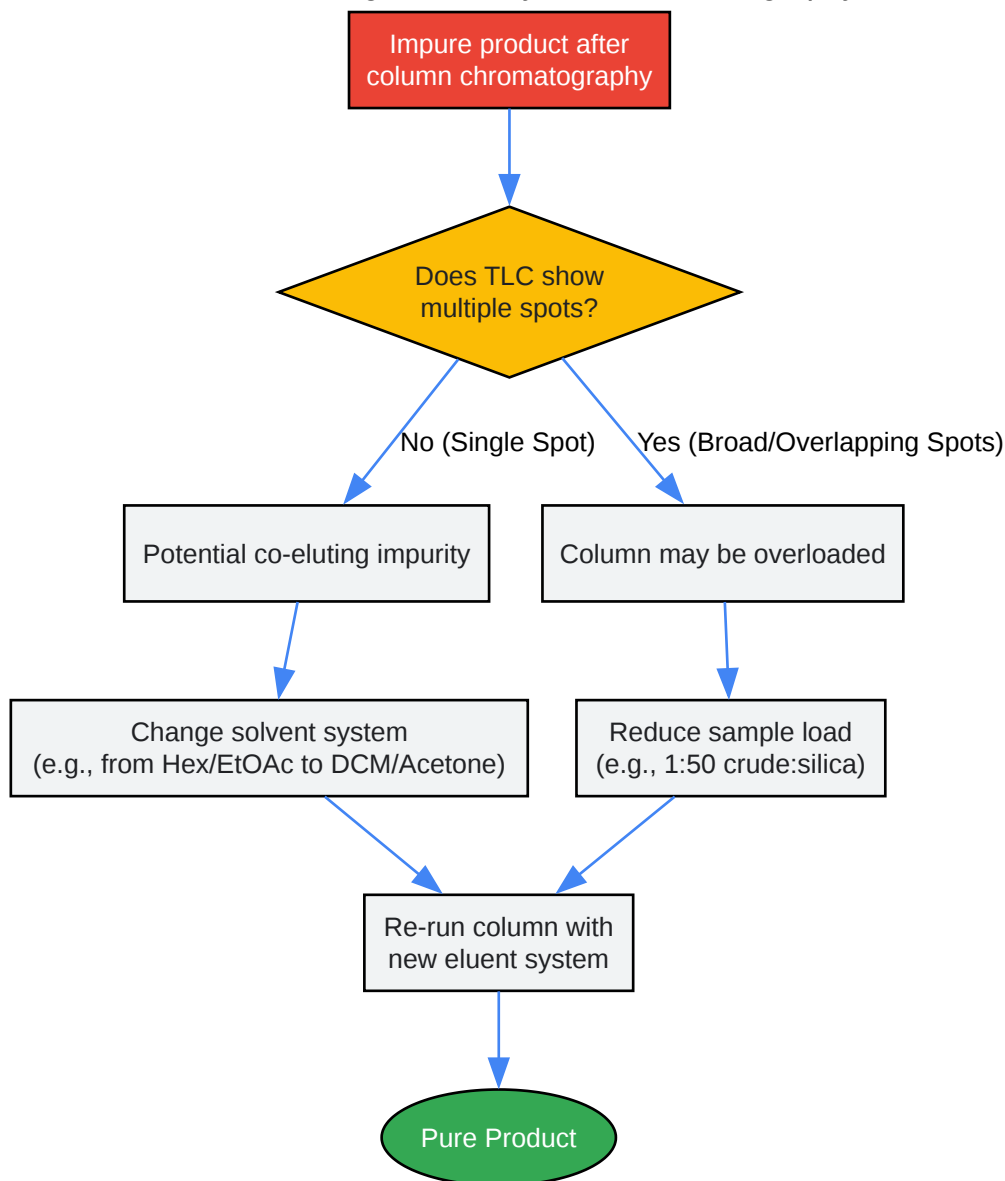 Impure product after
column chromatography
Does TLC show
multiple spots?
No (Single Spot)
Yes (Broad/Overlapping Spots)
Potential co-eluting impurity
Column may be overloaded
Change solvent system
(e.g., from Hex/EtOAc to DCM/Acetone)
Reduce sample load
(e.g., 1:50 crude:silica)
Re-run column with
new eluent system
Pure Product